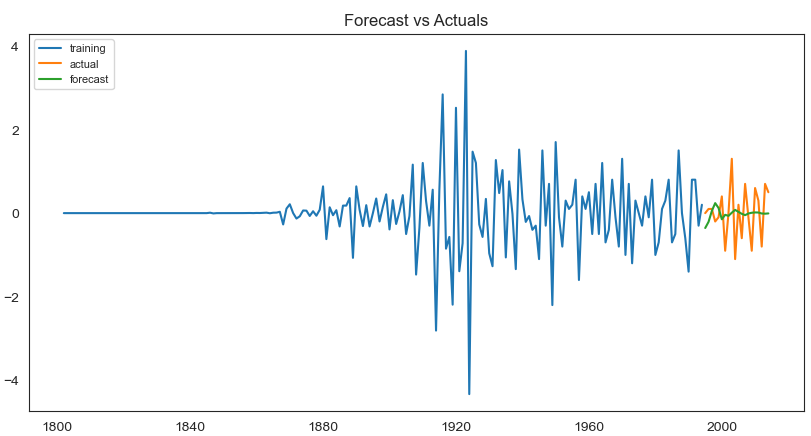 Forecast vs Actuals
training
actual
forecast
4
2
0
−2
−4
1800 1840 1880 1920 1960 2000